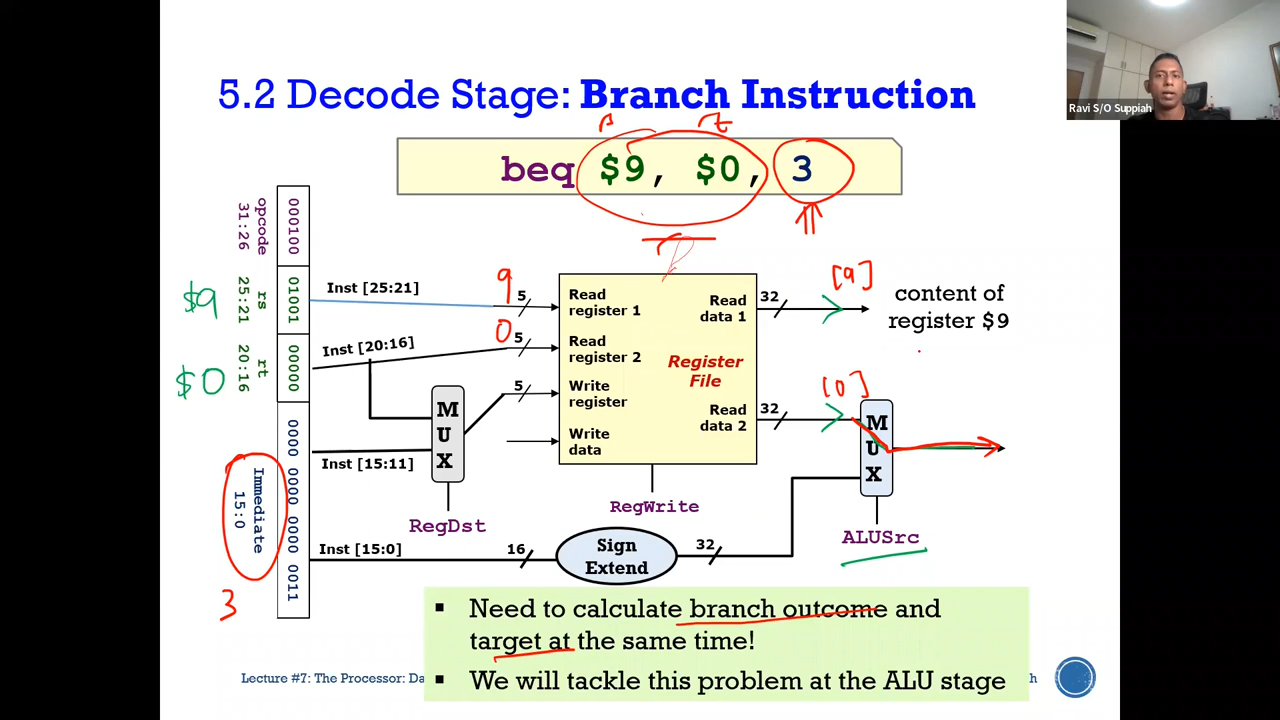 Ravi S/O Suppiah
5.2 Decode Stage: Branch Instruction
beq $9, $0, 3
opcode
31:26
000100
$9
rs
25:21
01001
$0
rt
20:16
00000
Immediate
15:0
0000 0000 0000 0011
3
Inst [25:21]
9
5
Inst [20:16]
0
5
5
MUX
Inst [15:11]
RegDst
Inst [15:0]
16
Sign
Extend
32
Read
register 1
Read
register 2
Write
register
Write
data
Register
File
Read
data 1
Read
data 2
RegWrite
32
[9]
content of
register $9
32
[0]
MUX
ALUSrc
▪ Need to calculate branch outcome and
target at the same time!
▪ We will tackle this problem at the ALU stage
Lecture #7: The Processor: Da